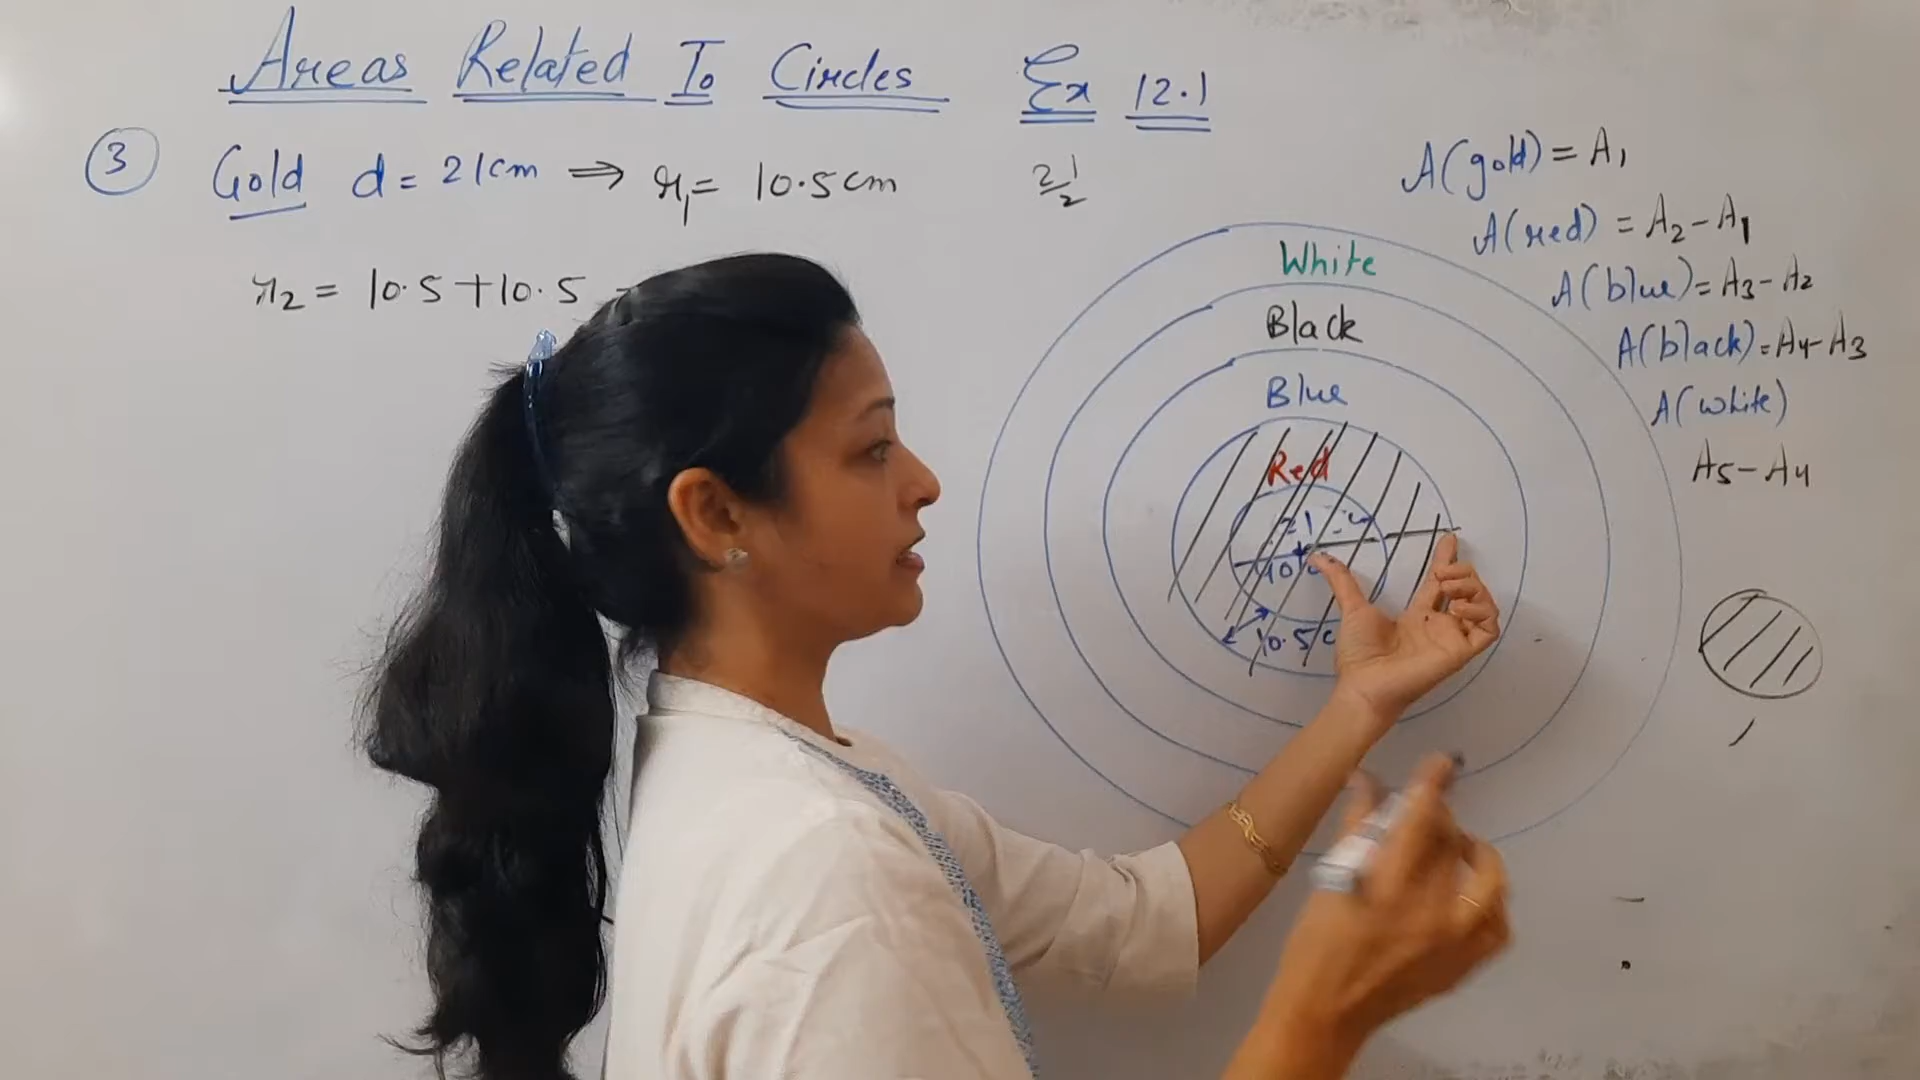 Areas Related To Circles Ex 12.1
3 Gold d = 21cm ⇒ r1 = 10.5cm 21/2
r2 = 10.5+10.5
A(gold) = A1
A(red) = A2-A1
A(blue) = A3-A2
A(black) = A4-A3
A(white)
A5-A4
White
Black
Blue
Red
21
10.5 c